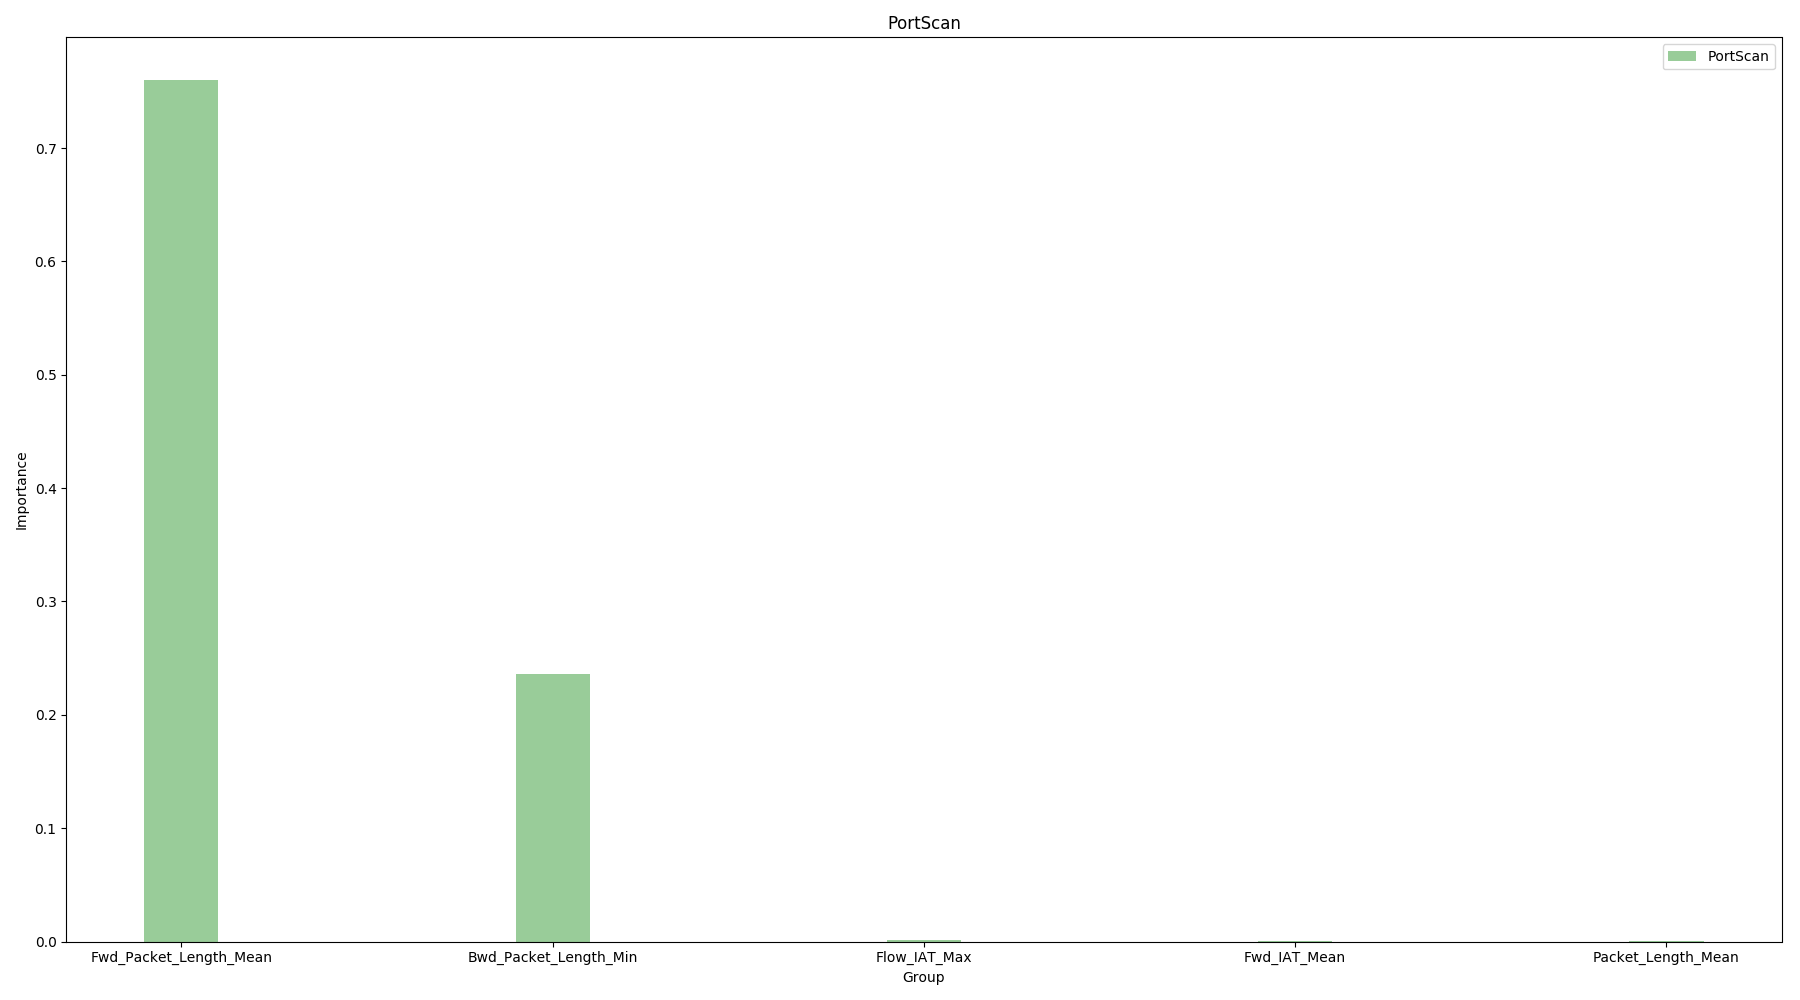 PortScan
PortScan
0.7
0.6
0.5
0.4
0.3
0.2
0.1
0.0
Importance
Fwd_Packet_Length_Mean
Bwd_Packet_Length_Min
Flow_IAT_Max
Fwd_IAT_Mean
Packet_Length_Mean
Group